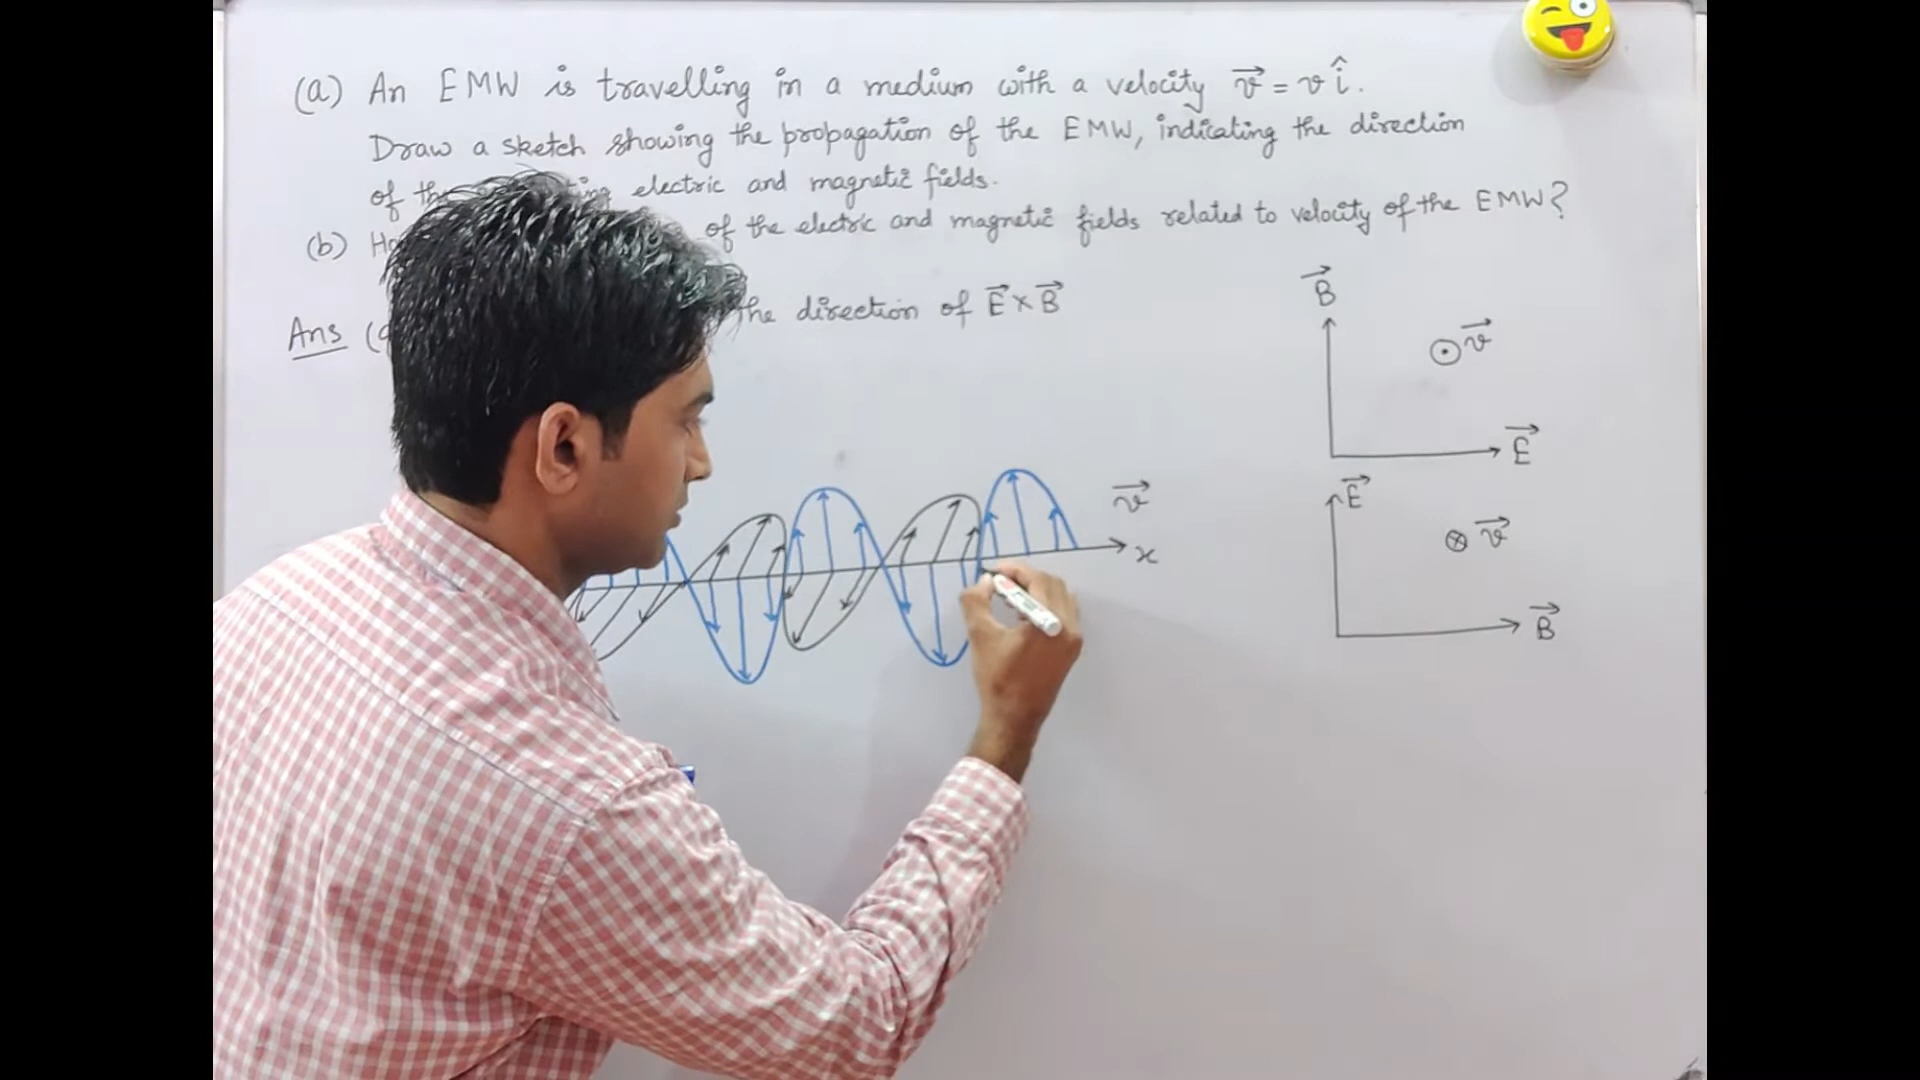 (a) An EMW is travelling in a medium with a velocity v⃗ = v î.
Draw a sketch showing the propagation of the EMW, indicating the direction
of electric and magnetic fields.
(b) of the electric and magnetic fields related to velocity of the EMW?
Ans the direction of E⃗ × B⃗
B⃗
v⃗
E⃗
E⃗
v⃗
B⃗
v⃗
x